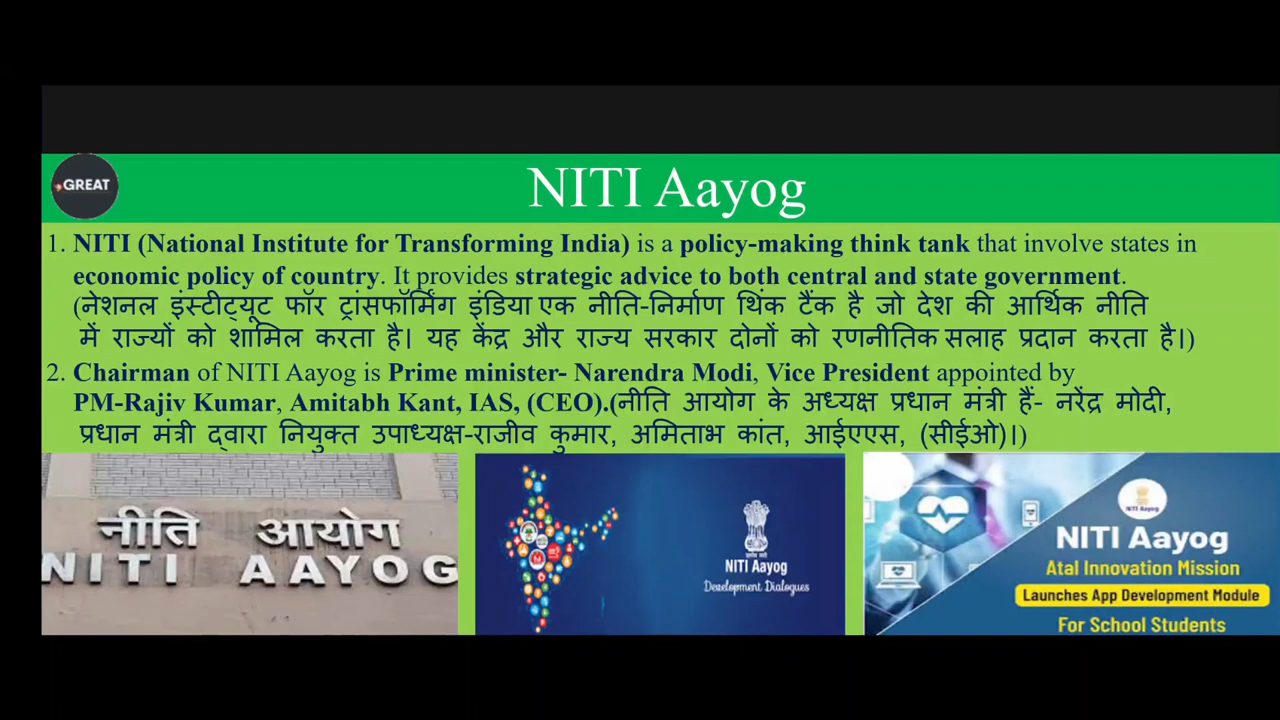 GREAT
NITI Aayog
1. NITI (National Institute for Transforming India) is a policy-making think tank that involve states in
economic policy of country. It provides strategic advice to both central and state government.
(नेशनल इंस्टीट्यूट फॉर ट्रांसफॉर्मिंग इंडिया एक नीति-निर्माण थिंक टैंक है जो देश की आर्थिक नीति
में राज्यों को शामिल करता है। यह केंद्र और राज्य सरकार दोनों को रणनीतिक सलाह प्रदान करता है।)
2. Chairman of NITI Aayog is Prime minister- Narendra Modi, Vice President appointed by
PM-Rajiv Kumar, Amitabh Kant, IAS, (CEO).(नीति आयोग के अध्यक्ष प्रधान मंत्री हैं- नरेंद्र मोदी,
प्रधान मंत्री द्वारा नियुक्त उपाध्यक्ष-राजीव कुमार, अमिताभ कांत, आईएएस, (सीईओ)।)
नीति आयोग
NITI AAYOG
NITI Aayog
Development Dialogues
NITI Aayog
NITI Aayog
Atal Innovation Mission
Launches App Development Module
For School Students